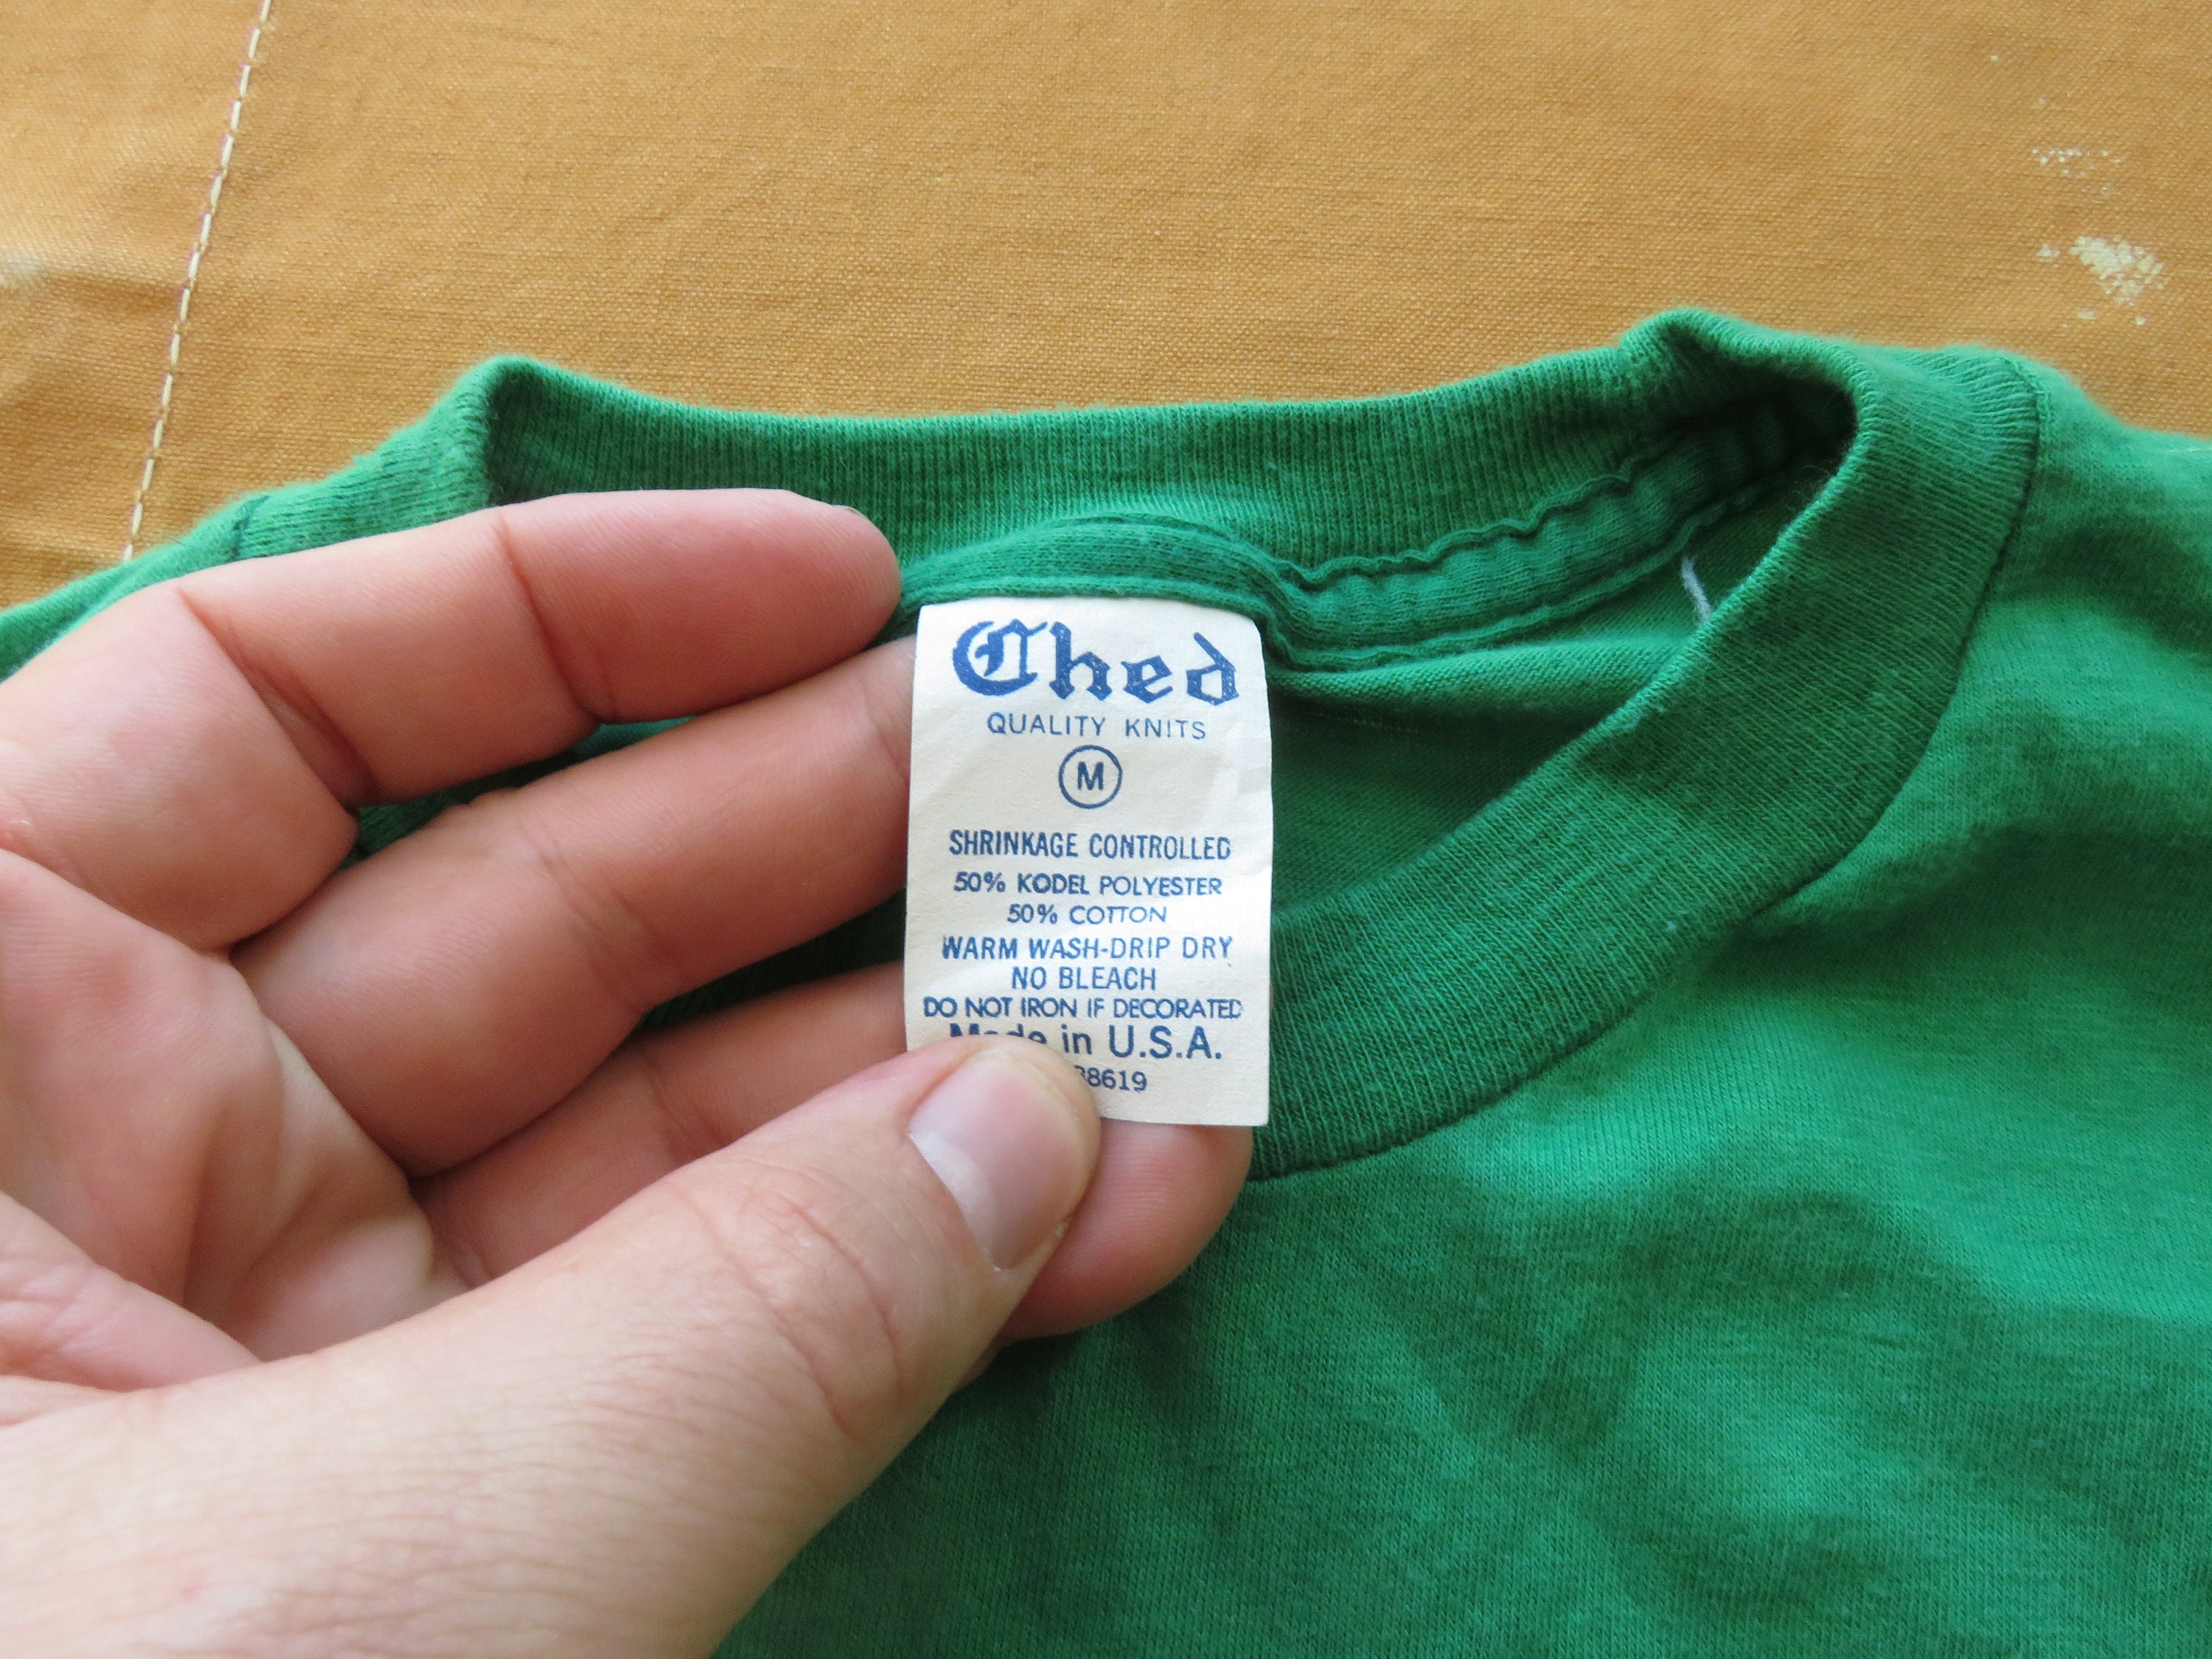 Ched
QUALITY KNITS
M
SHRINKAGE CONTROLLED
50% KODEL POLYESTER
50% COTTON
WARM WASH-DRIP DRY
NO BLEACH
DO NOT IRON IF DECORATED
Made in U.S.A.